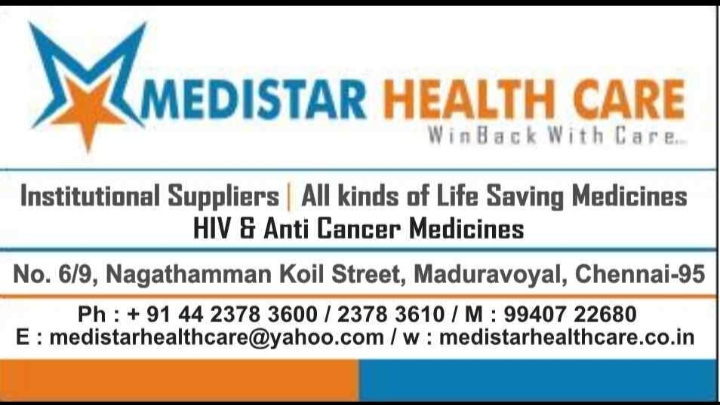 MEDISTAR HEALTH CARE
WinBack With Care...
Institutional Suppliers | All kinds of Life Saving Medicines
HIV & Anti Cancer Medicines
No. 6/9, Nagathamman Koil Street, Maduravoyal, Chennai-95
Ph : + 91 44 2378 3600 / 2378 3610 / M : 99407 22680
E : medistarhealthcare@yahoo.com / w : medistarhealthcare.co.in